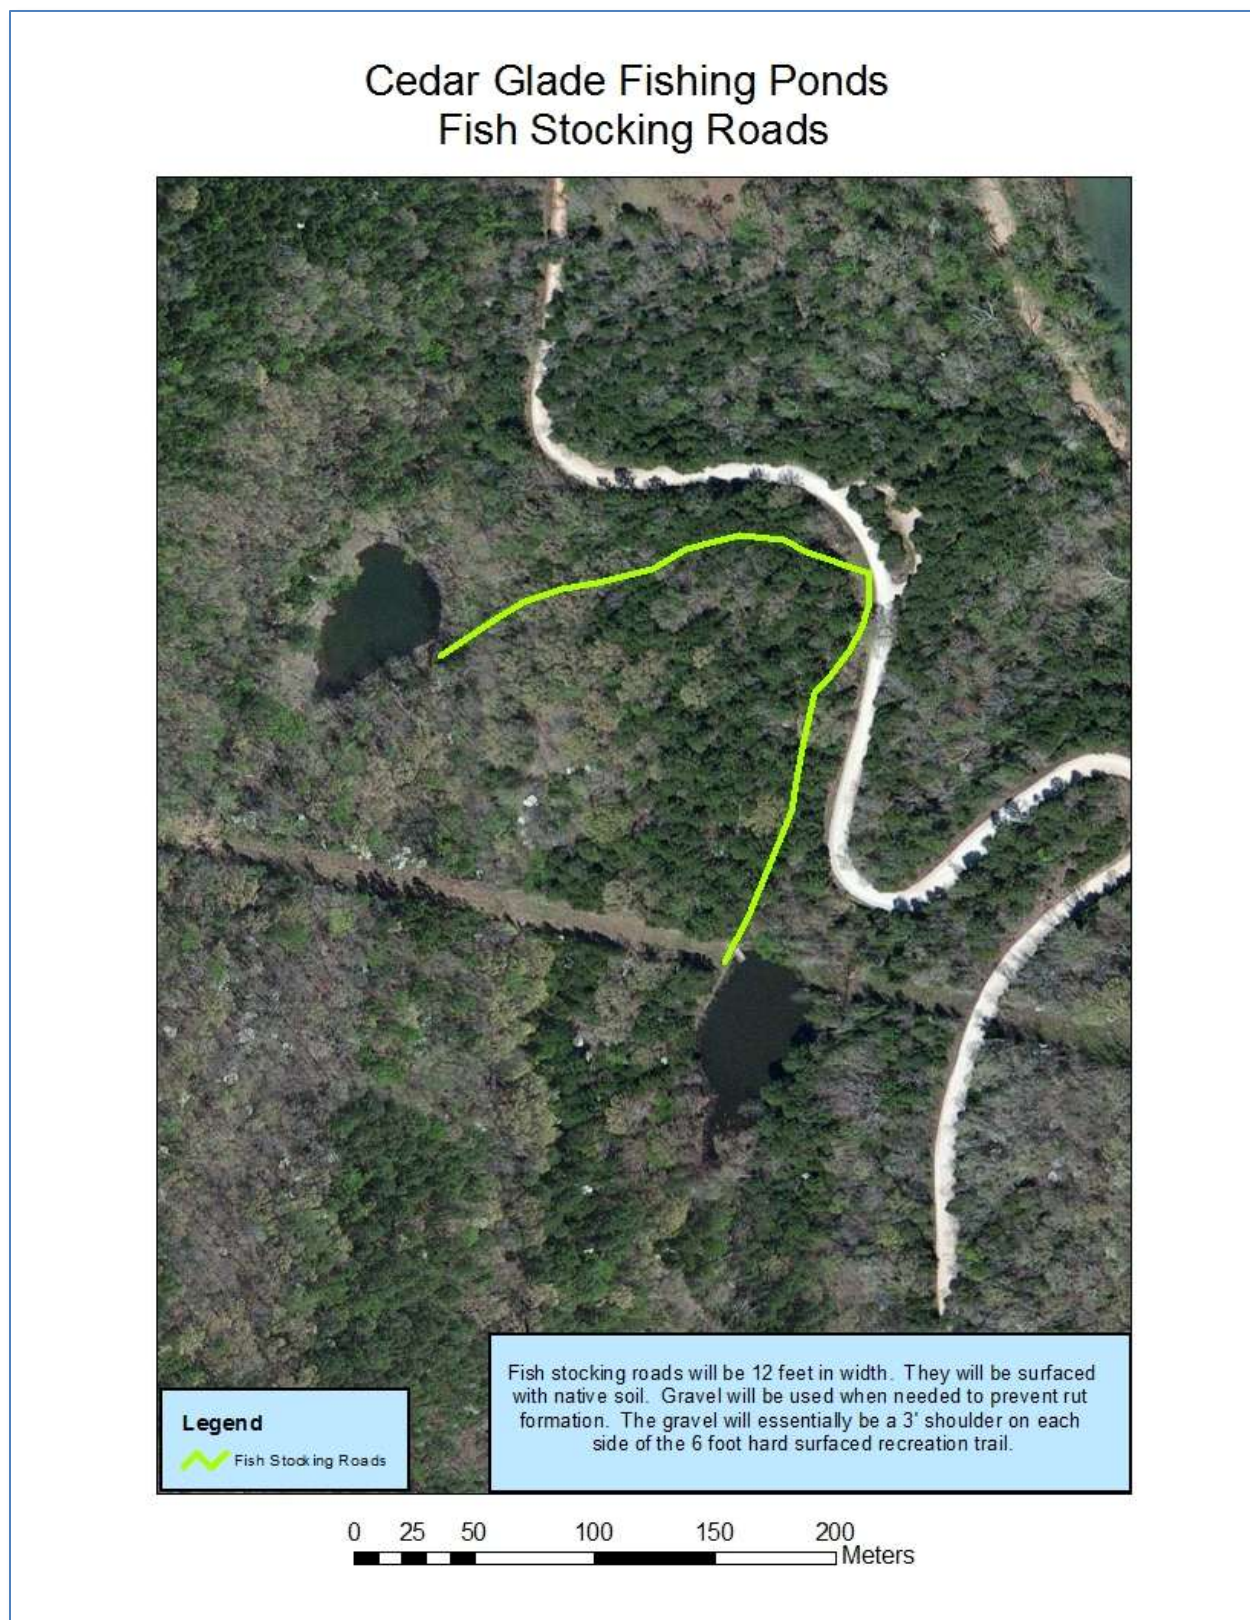 Cedar Glade Fishing Ponds
Fish Stocking Roads
Fish stocking roads will be 12 feet in width. They will be surfaced
with native soil. Gravel will be used when needed to prevent rut
formation. The gravel will essentially be a 3' shoulder on each
side of the 6 foot hard surfaced recreation trail.
Legend
Fish Stocking Roads
0 25 50 100 150 200
Meters